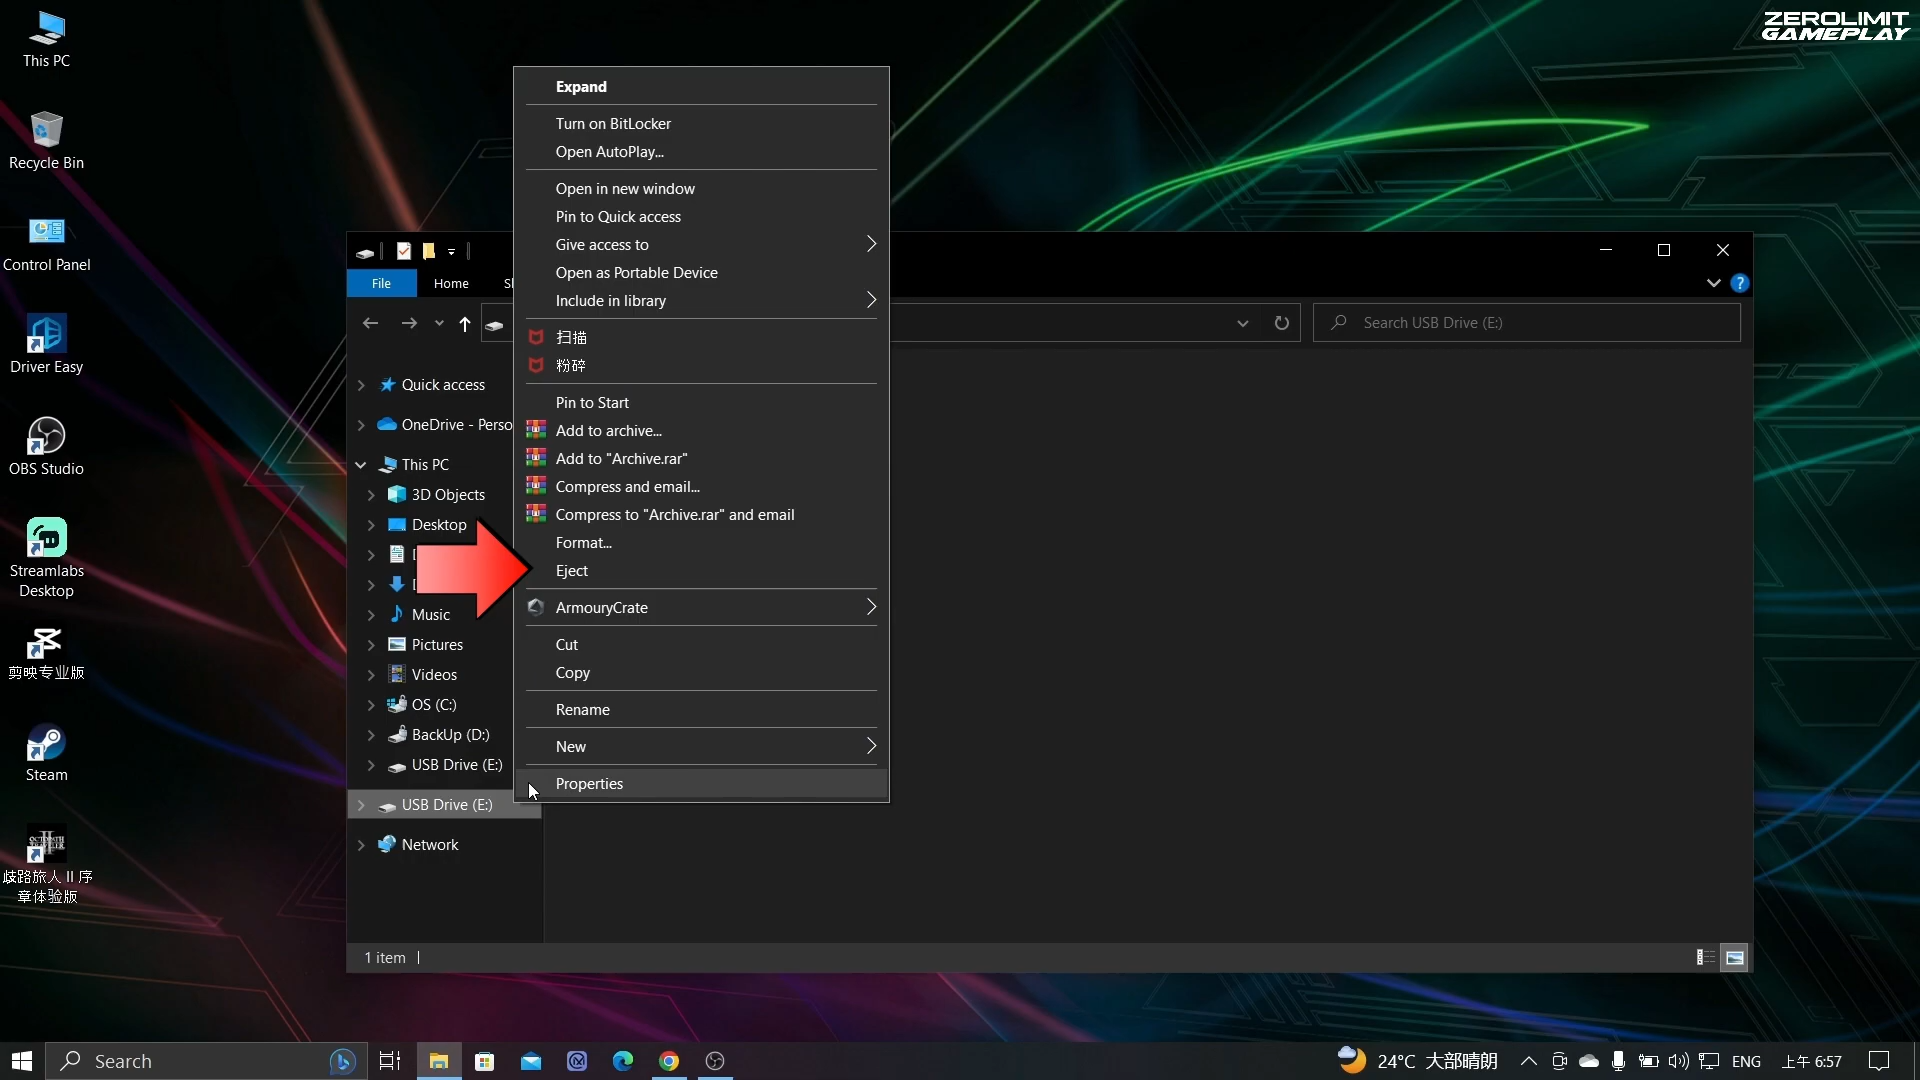 ZEROLIMIT
GAMEPLAY
This PC
Recycle Bin
Control Panel
Driver Easy
OBS Studio
Streamlabs
Desktop
剪映专业版
Steam
OCTOPATH
TRAVELER
II
歧路旅人 II 序
章体验版
File
Home
Search USB Drive (E:)
Quick access
OneDrive - Perso
This PC
3D Objects
Desktop
Music
Pictures
Videos
OS (C:)
BackUp (D:)
USB Drive (E:)
USB Drive (E:)
Network
1 item
Expand
Turn on BitLocker
Open AutoPlay...
Open in new window
Pin to Quick access
Give access to
Open as Portable Device
Include in library
扫描
粉碎
Pin to Start
Add to archive...
Add to "Archive.rar"
Compress and email...
Compress to "Archive.rar" and email
Format...
Eject
ArmouryCrate
Cut
Copy
Rename
New
Properties
Search
24°C 大部晴朗
ENG
上午 6:57